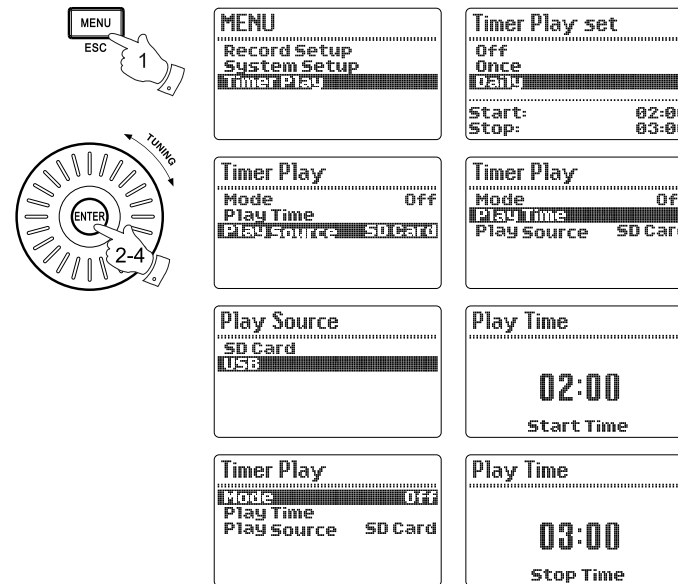 MENU
ESC
1
TUNING
ENTER
2-4
MENU
Record Setup
System Setup
Timer Play
Timer Play
Mode Off
Play Time
Play Source SD Card
Play Source
SD Card
USB
Timer Play
Mode Off
Play Time
Play Source SD Card
Timer Play set
Off
Once
Daily
Start:
Stop:
Timer Play
Mode
Play Time
Play Source SD
Play Time
02:00
Start Time
Play Time
03:00
Stop Time